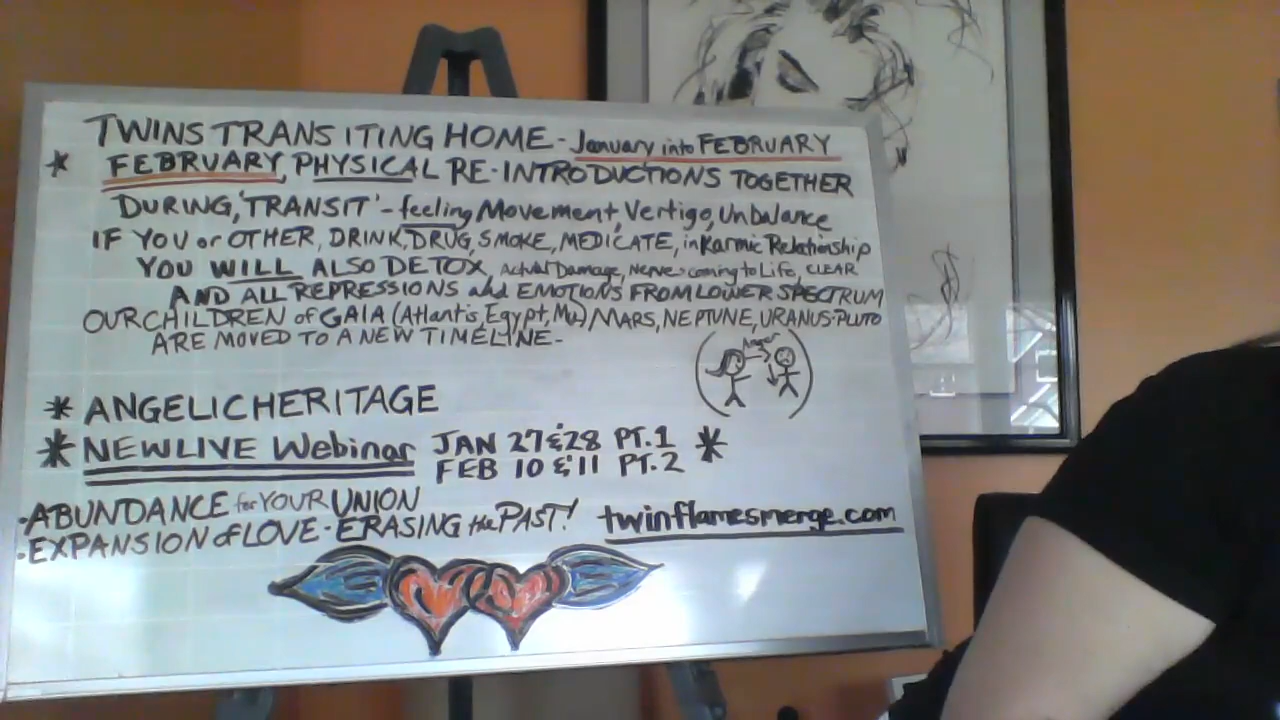 TWINS TRANSITING HOME - January into FEBRUARY
* FEBRUARY, PHYSICAL RE-INTRODUCTIONS TOGETHER
DURING, 'TRANSIT' - feeling Movement, Vertigo, Unbalance
IF YOU or OTHER, DRINK, DRUG, SMOKE, MEDICATE, in Karmic Relationship
YOU WILL ALSO DETOX, Actual Damage, Nerves coming to Life, CLEAR
AND ALL REPRESSIONS and EMOTIONS FROM LOWER SPECTRUM
OUR CHILDREN of GAIA (Atlantis, Egypt, Mu) MARS, NEPTUNE, URANUS-PLUTO
ARE MOVED TO A NEW TIMELINE-
Anger
* ANGELIC HERITAGE
* NEW LIVE Webinar JAN 27 & 28 PT.1 *
FEB 10 & 11 PT.2
·ABUNDANCE for YOUR UNION
·EXPANSION of LOVE · ERASING the PAST! twinflamesmerge.com